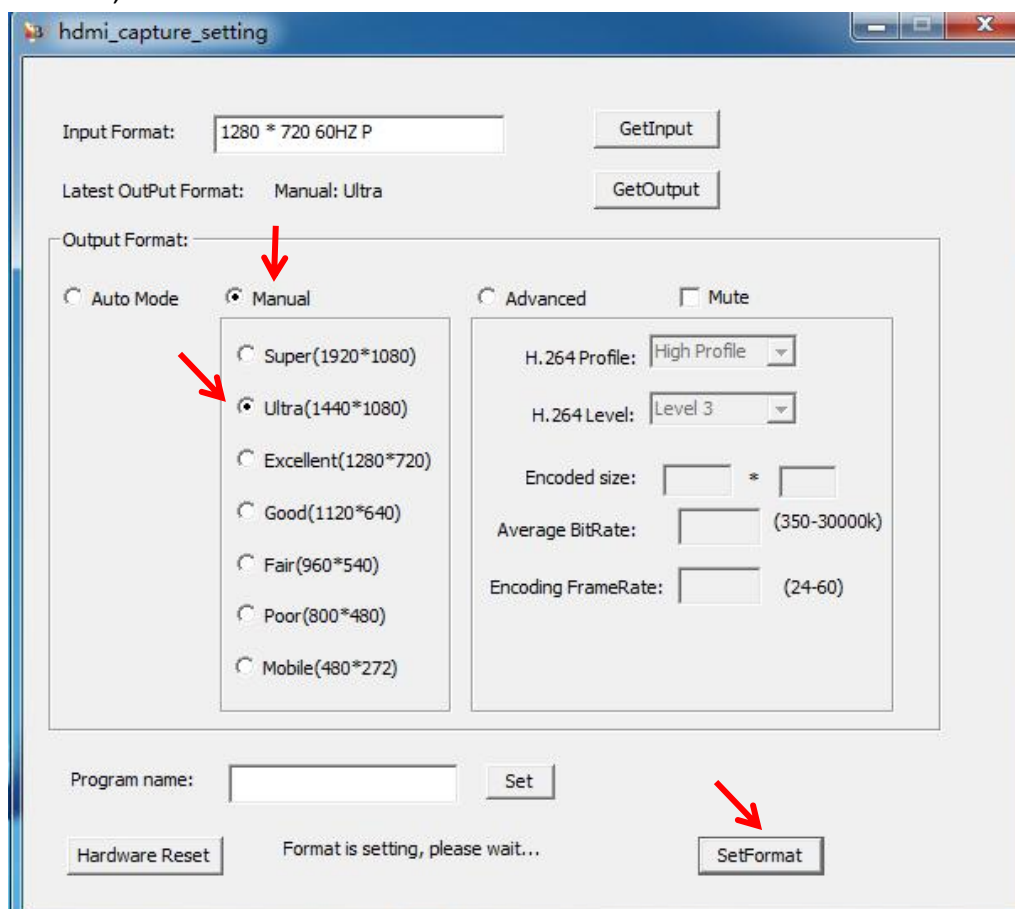 hdmi_capture_setting
Input Format: 1280 * 720 60HZ P GetInput
Latest OutPut Format: Manual: Ultra GetOutput
Output Format:
Auto Mode Manual Advanced Mute
Super(1920*1080) H.264 Profile: High Profile
Ultra(1440*1080) H.264 Level: Level 3
Excellent(1280*720) Encoded size: *
Good(1120*640) Average BitRate: (350-30000k)
Fair(960*540) Encoding FrameRate: (24-60)
Poor(800*480)
Mobile(480*272)
Program name: Set
Hardware Reset Format is setting, please wait... SetFormat